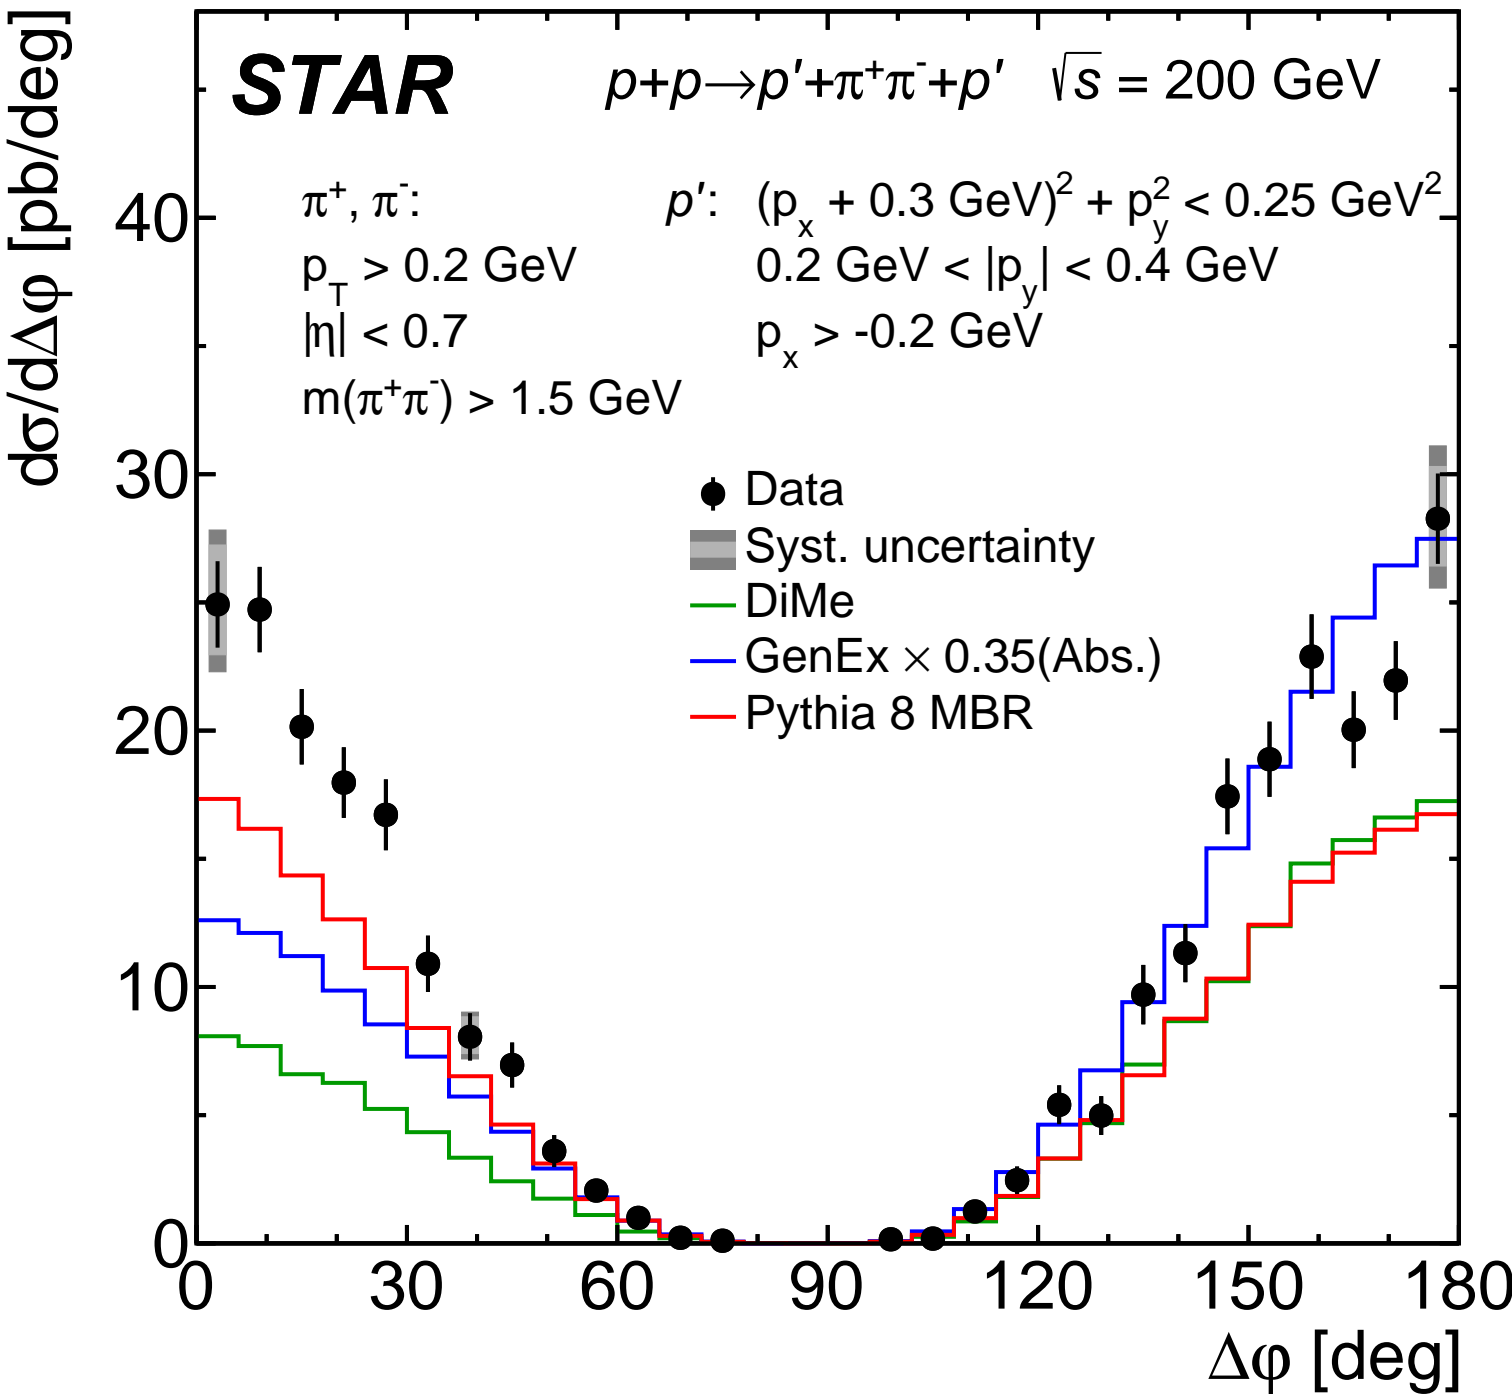 STAR p+p→p′+π⁺π⁻+p′ √s = 200 GeV
π⁺, π⁻: p′: (pₓ + 0.3 GeV)² + p_y² < 0.25 GeV²
p_T > 0.2 GeV 0.2 GeV < |p_y| < 0.4 GeV
|η| < 0.7 pₓ > -0.2 GeV
m(π⁺π⁻) > 1.5 GeV
Data
Syst. uncertainty
DiMe
GenEx × 0.35(Abs.)
Pythia 8 MBR
dσ/dΔφ [pb/deg]
40
30
20
10
0
0 30 60 90 120 150 180
Δφ [deg]